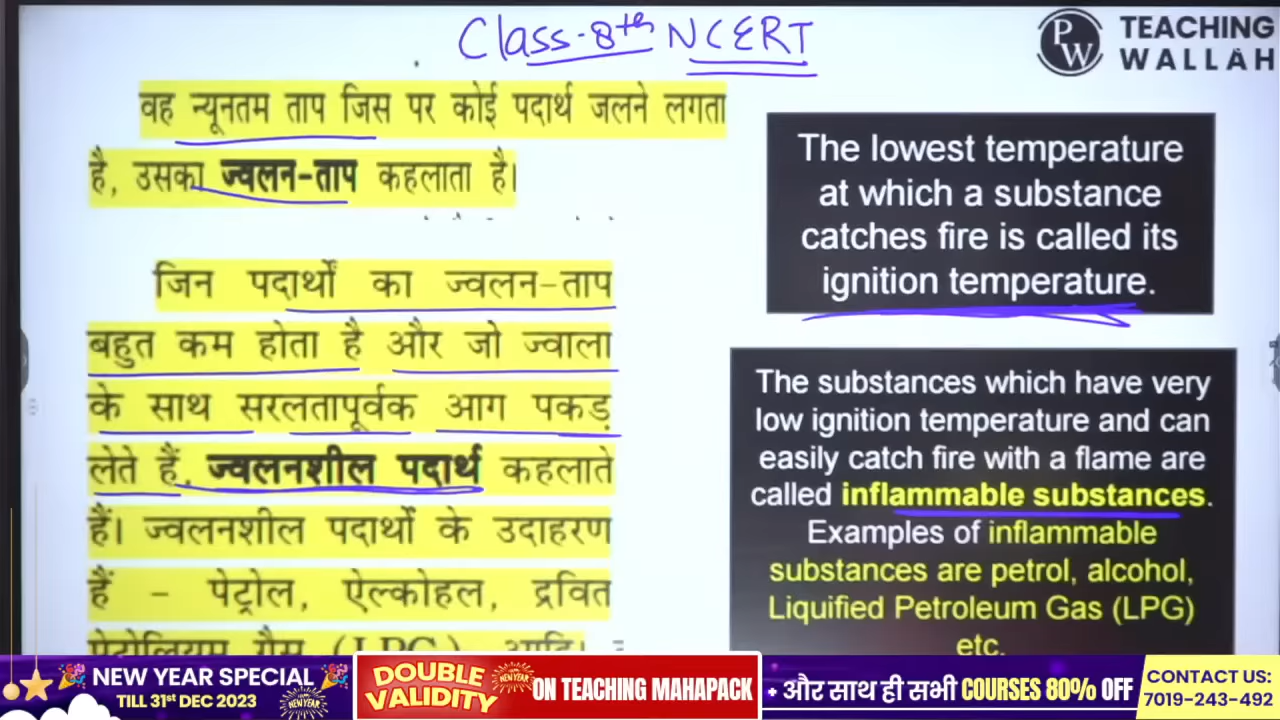 Class-8th NCERT
PW
TEACHING
WALLAH
वह न्यूनतम ताप जिस पर कोई पदार्थ जलने लगता
है, उसका ज्वलन-ताप कहलाता है।
The lowest temperature
at which a substance
catches fire is called its
ignition temperature.
जिन पदार्थों का ज्वलन-ताप
बहुत कम होता है और जो ज्वाला
के साथ सरलतापूर्वक आग पकड़
लेते हैं, ज्वलनशील पदार्थ कहलाते
हैं। ज्वलनशील पदार्थों के उदाहरण
हैं - पेट्रोल, ऐल्कोहल, द्रवित
पेट्रोलियम गैस (LPG) आदि।
The substances which have very
low ignition temperature and can
easily catch fire with a flame are
called inflammable substances.
Examples of inflammable
substances are petrol, alcohol,
Liquified Petroleum Gas (LPG)
etc.
NEW YEAR SPECIAL
TILL 31st DEC 2023
DOUBLE
VALIDITY
ON TEACHING MAHAPACK
+ और साथ ही सभी COURSES 80% OFF
CONTACT US:
7019-243-492